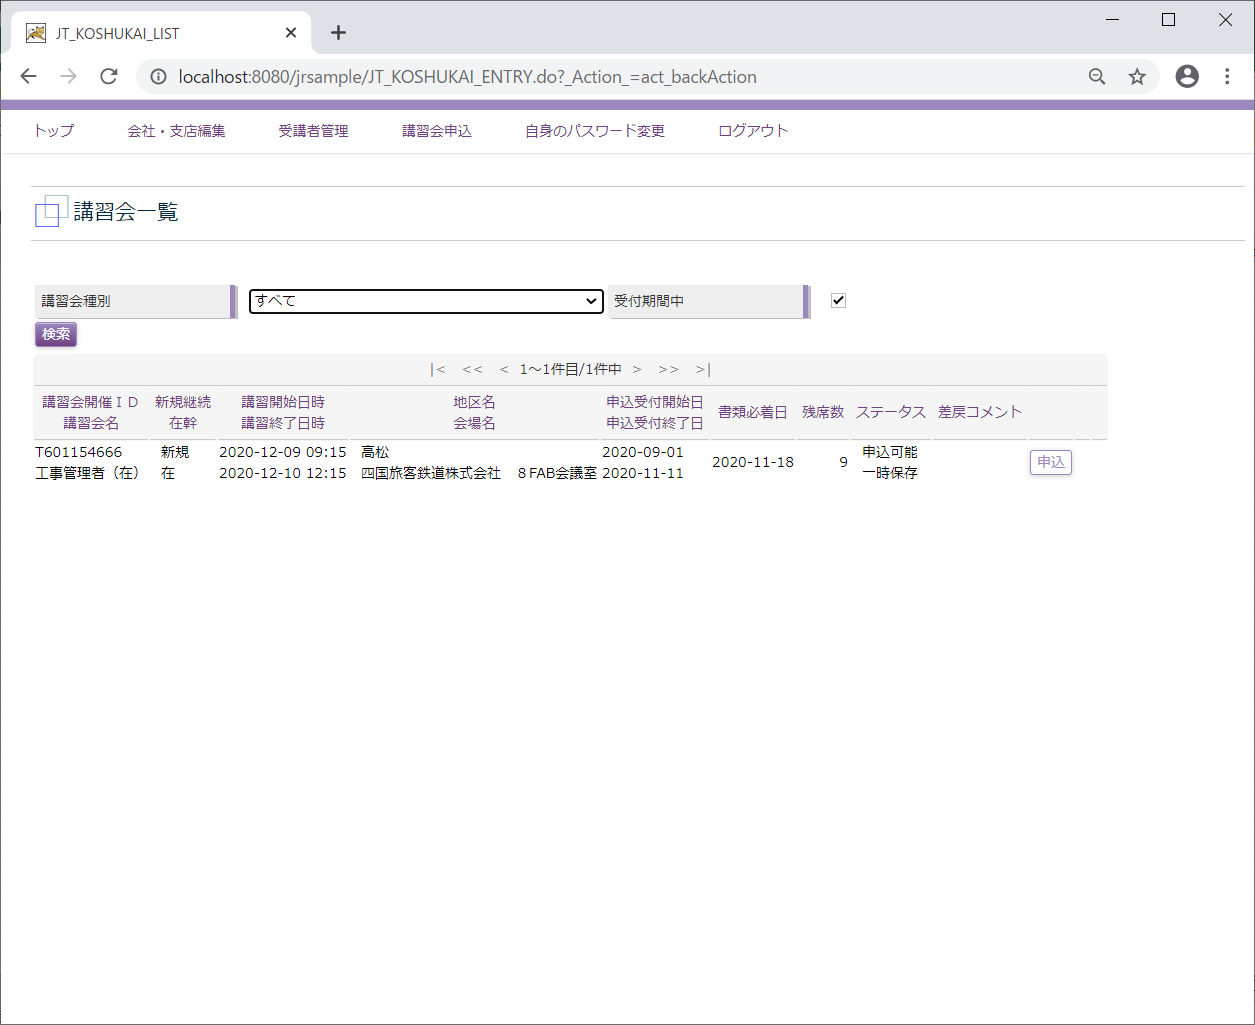 JT_KOSHUKAI_LIST
localhost:8080/jrsample/JT_KOSHUKAI_ENTRY.do?_Action_=act_backAction
トップ 会社・支店編集 受講者管理 講習会申込 自身のパスワード変更 ログアウト
講習会一覧
講習会種別 すべて 受付期間中
検索
|< << < 1～1件目/1件中 > >> >|
講習会開催ＩＤ 新規継続 講習開始日時 地区名 申込受付開始日 書類必着日 残席数 ステータス 差戻コメント
講習会名 在幹 講習終了日時 会場名 申込受付終了日
T601154666 新規 2020-12-09 09:15 高松 2020-09-01 2020-11-18 9 申込可能 申込
工事管理者（在） 在 2020-12-10 12:15 四国旅客鉄道株式会社　８FAB会議室 2020-11-11 一時保存